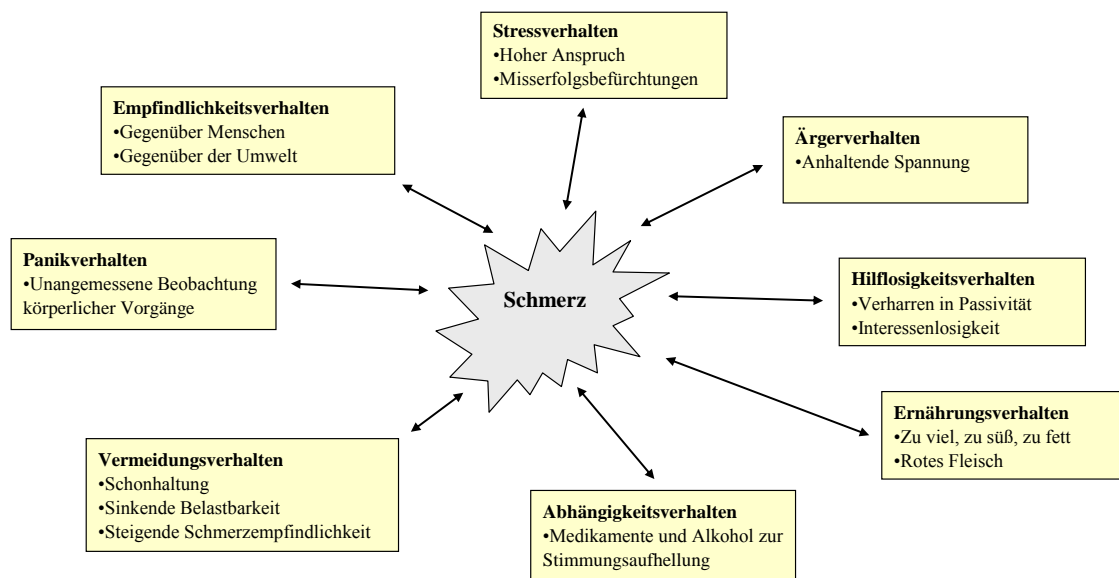 Stressverhalten
•Hoher Anspruch
•Misserfolgsbefürchtungen
Empfindlichkeitsverhalten
•Gegenüber Menschen
•Gegenüber der Umwelt
Ärgerverhalten
•Anhaltende Spannung
Panikverhalten
•Unangemessene Beobachtung
körperlicher Vorgänge
Schmerz
Hilflosigkeitsverhalten
•Verharren in Passivität
•Interessenlosigkeit
Ernährungsverhalten
•Zu viel, zu süß, zu fett
•Rotes Fleisch
Vermeidungsverhalten
•Schonhaltung
•Sinkende Belastbarkeit
•Steigende Schmerzempfindlichkeit
Abhängigkeitsverhalten
•Medikamente und Alkohol zur
Stimmungsaufhellung